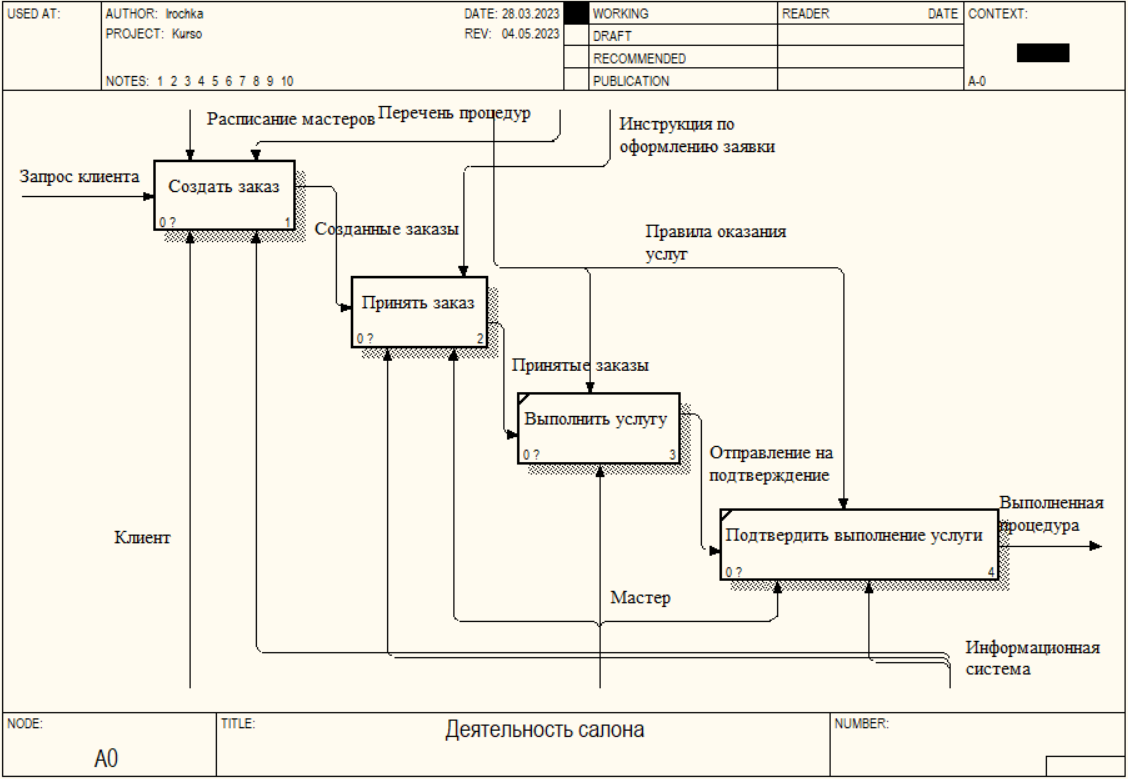 USED AT:
AUTHOR: Irochka
DATE: 28.03.2023
WORKING
READER
DATE
CONTEXT:
PROJECT: Kurso
REV: 04.05.2023
DRAFT
RECOMMENDED
NOTES: 1 2 3 4 5 6 7 8 9 10
PUBLICATION
A-0
Расписание мастеров
Перечень процедур
Инструкция по
оформлению заявки
Запрос клиента
Создать заказ
0 ?
1
Созданные заказы
Правила оказания
услуг
Принять заказ
0 ?
2
Принятые заказы
Выполнить услугу
0 ?
3
Отправление на
подтверждение
Выполненная
процедура
Подтвердить выполнение услуги
0 ?
4
Клиент
Мастер
Информационная
система
NODE:
A0
TITLE:
Деятельность салона
NUMBER: